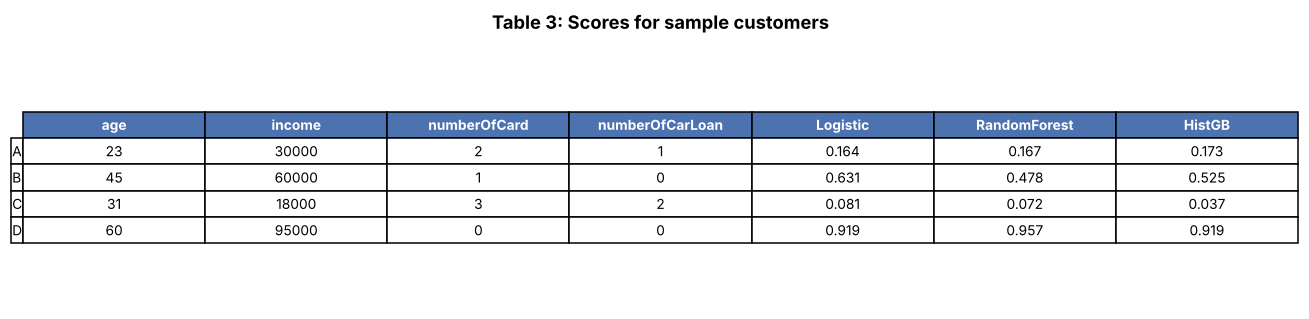 Table 3: Scores for sample customers
age income numberOfCard numberOfCarLoan Logistic RandomForest HistGB
A 23 30000 2 1 0.164 0.167 0.173
B 45 60000 1 0 0.631 0.478 0.525
C 31 18000 3 2 0.081 0.072 0.037
D 60 95000 0 0 0.919 0.957 0.919